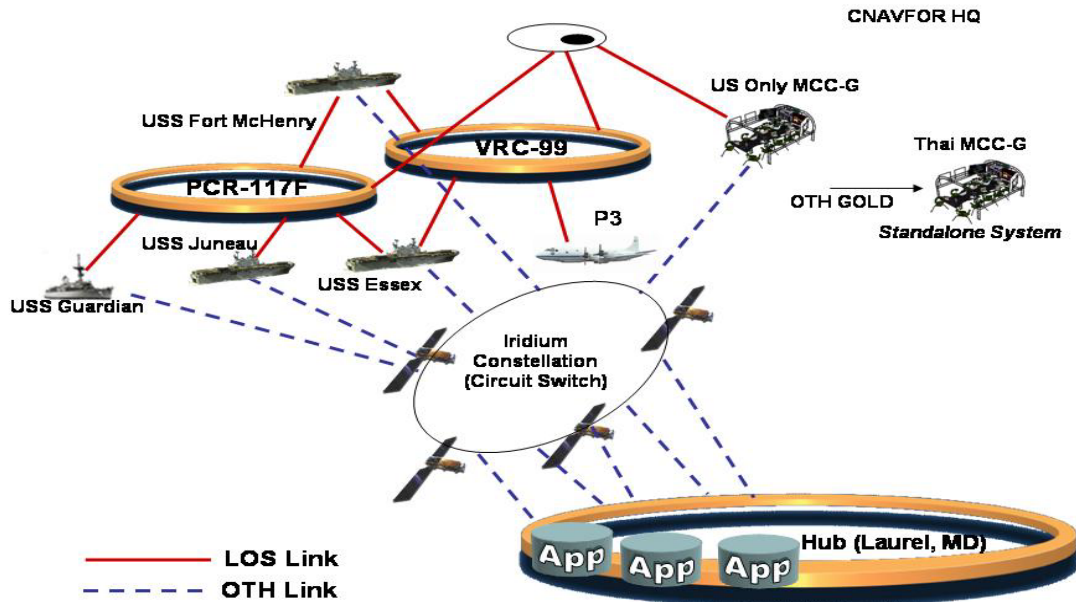 CNAVFOR HQ
US Only MCC-G
USS Fort McHenry
VRC-99
Thai MCC-G
PCR-117F
OTH GOLD
P3
USS Juneau
Standalone System
USS Essex
USS Guardian
Iridium
Constellation
(Circuit Switch)
Hub (Laurel, MD)
App
App
App
LOS Link
OTH Link